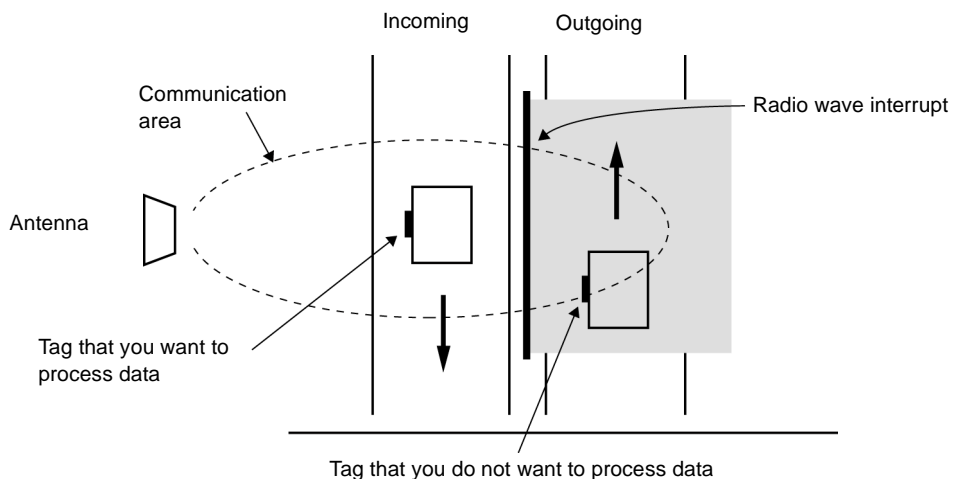 Incoming
Outgoing
Communication
area
Radio wave interrupt
Antenna
Tag that you want to
process data
Tag that you do not want to process data